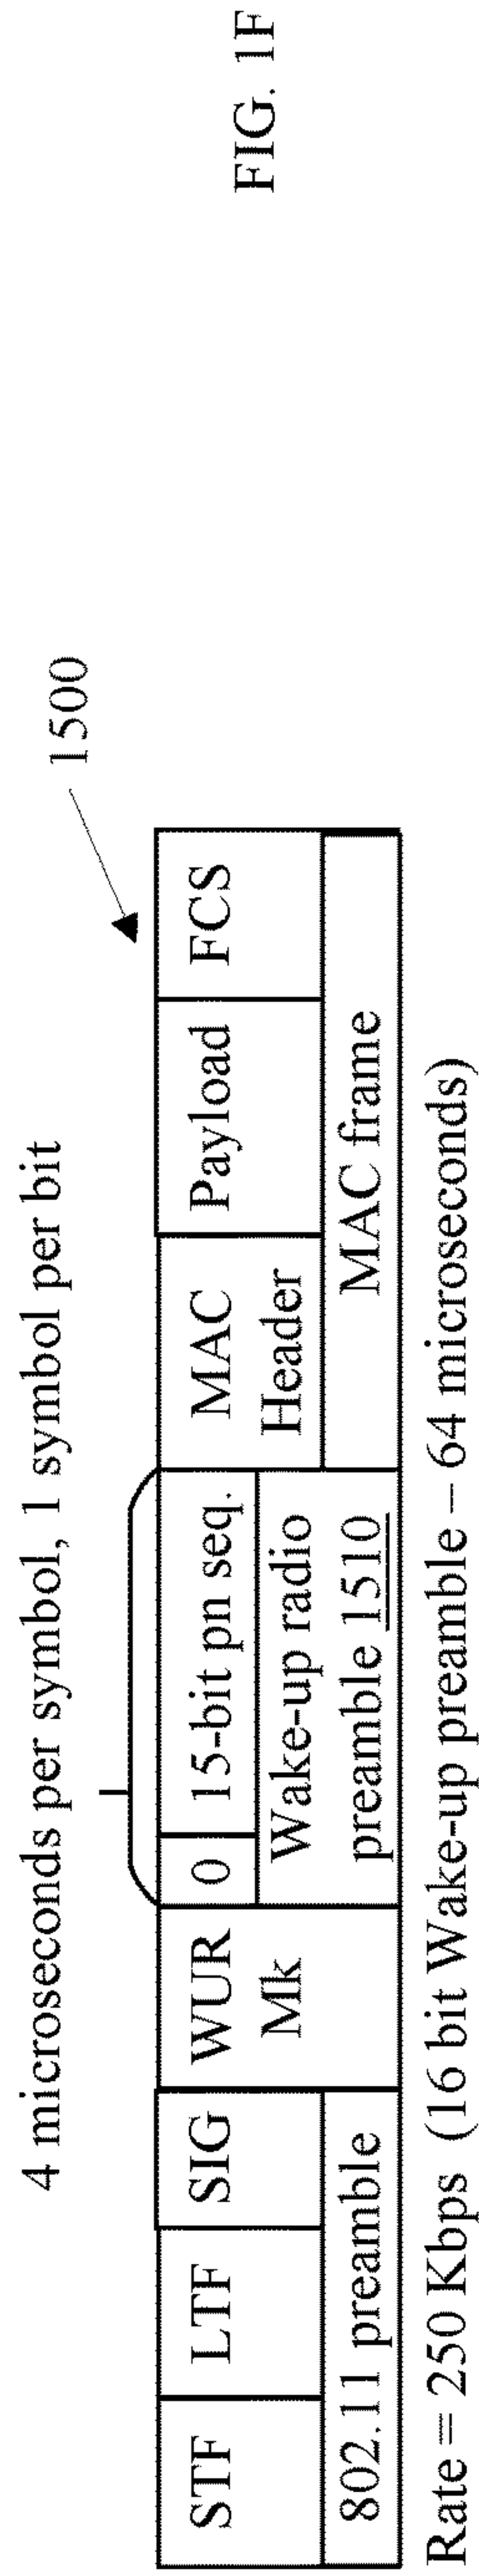 4 microseconds per symbol, 1 symbol per bit
1500
STF
LTF
SIG
802.11 preamble
WUR
Mk
0
15-bit pn seq.
Wake-up radio
preamble 1510
MAC
Header
Payload
FCS
MAC frame
Rate = 250 Kbps (16 bit Wake-up preamble – 64 microseconds)
FIG. 1F